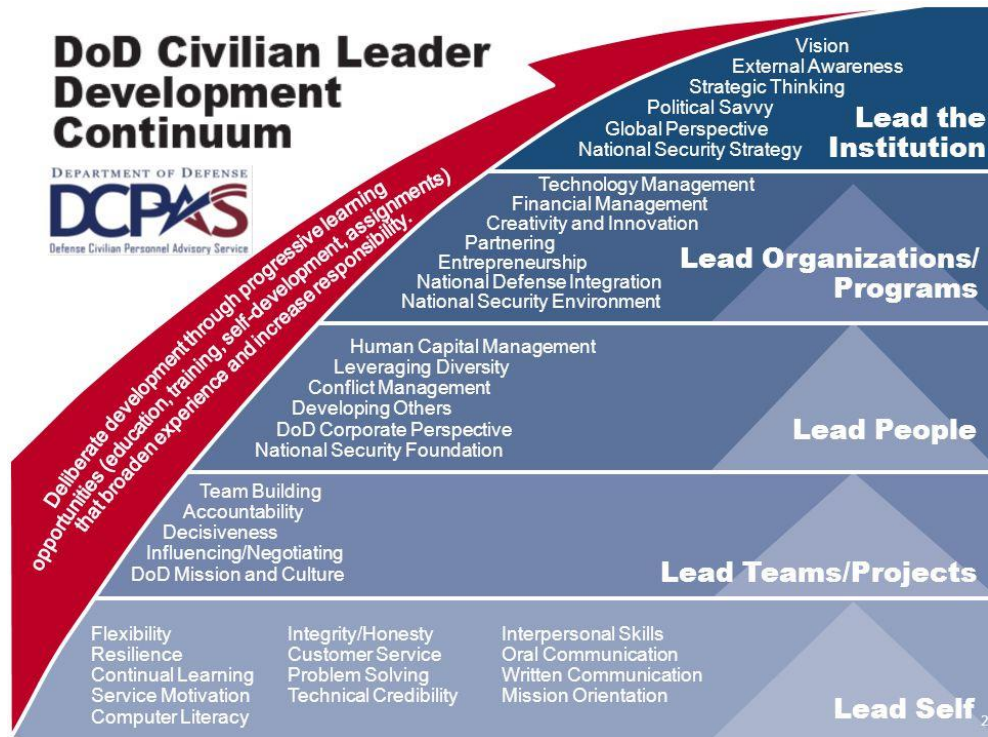 DoD Civilian Leader
Development
Continuum
DEPARTMENT OF DEFENSE
DCPAS
Defense Civilian Personnel Advisory Service
Deliberate development through progressive learning
opportunities (education, training, self-development, assignments)
that broaden experience and increase responsibility.
Vision
External Awareness
Strategic Thinking
Political Savvy
Global Perspective
National Security Strategy
Lead the
Institution
Technology Management
Financial Management
Creativity and Innovation
Partnering
Entrepreneurship
National Defense Integration
National Security Environment
Lead Organizations/
Programs
Human Capital Management
Leveraging Diversity
Conflict Management
Developing Others
DoD Corporate Perspective
National Security Foundation
Lead People
Team Building
Accountability
Decisiveness
Influencing/Negotiating
DoD Mission and Culture
Lead Teams/Projects
Flexibility
Resilience
Continual Learning
Service Motivation
Computer Literacy
Integrity/Honesty
Customer Service
Problem Solving
Technical Credibility
Interpersonal Skills
Oral Communication
Written Communication
Mission Orientation
Lead Self
2